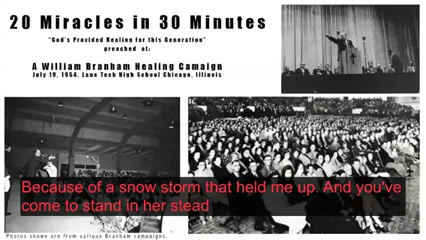 20 Miracles in 30 Minutes
"God's Provided Healing for this Generation"
preached at:
A William Branham Healing Camaign
July 19, 1954, Lane Tech High School Chicago, Illinois
Because of a snow storm that held me up. And you've
come to stand in her stead
Photos shown are from various Branham campaigns.